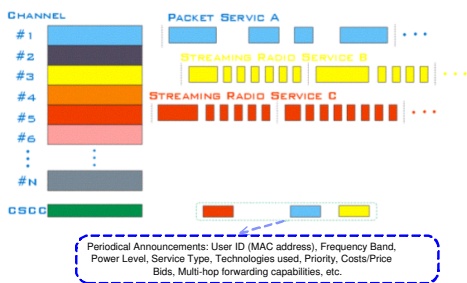 CHANNEL
PACKET SERVIC A
#1
STREAMING RADIO SERVICE B
#2
#3
STREAMING RADIO SERVICE C
#4
#5
#6
#N
CSCC
Periodical Announcements: User ID (MAC address), Frequency Band,
Power Level, Service Type, Technologies used, Priority, Costs/Price
Bids, Multi-hop forwarding capabilities, etc.